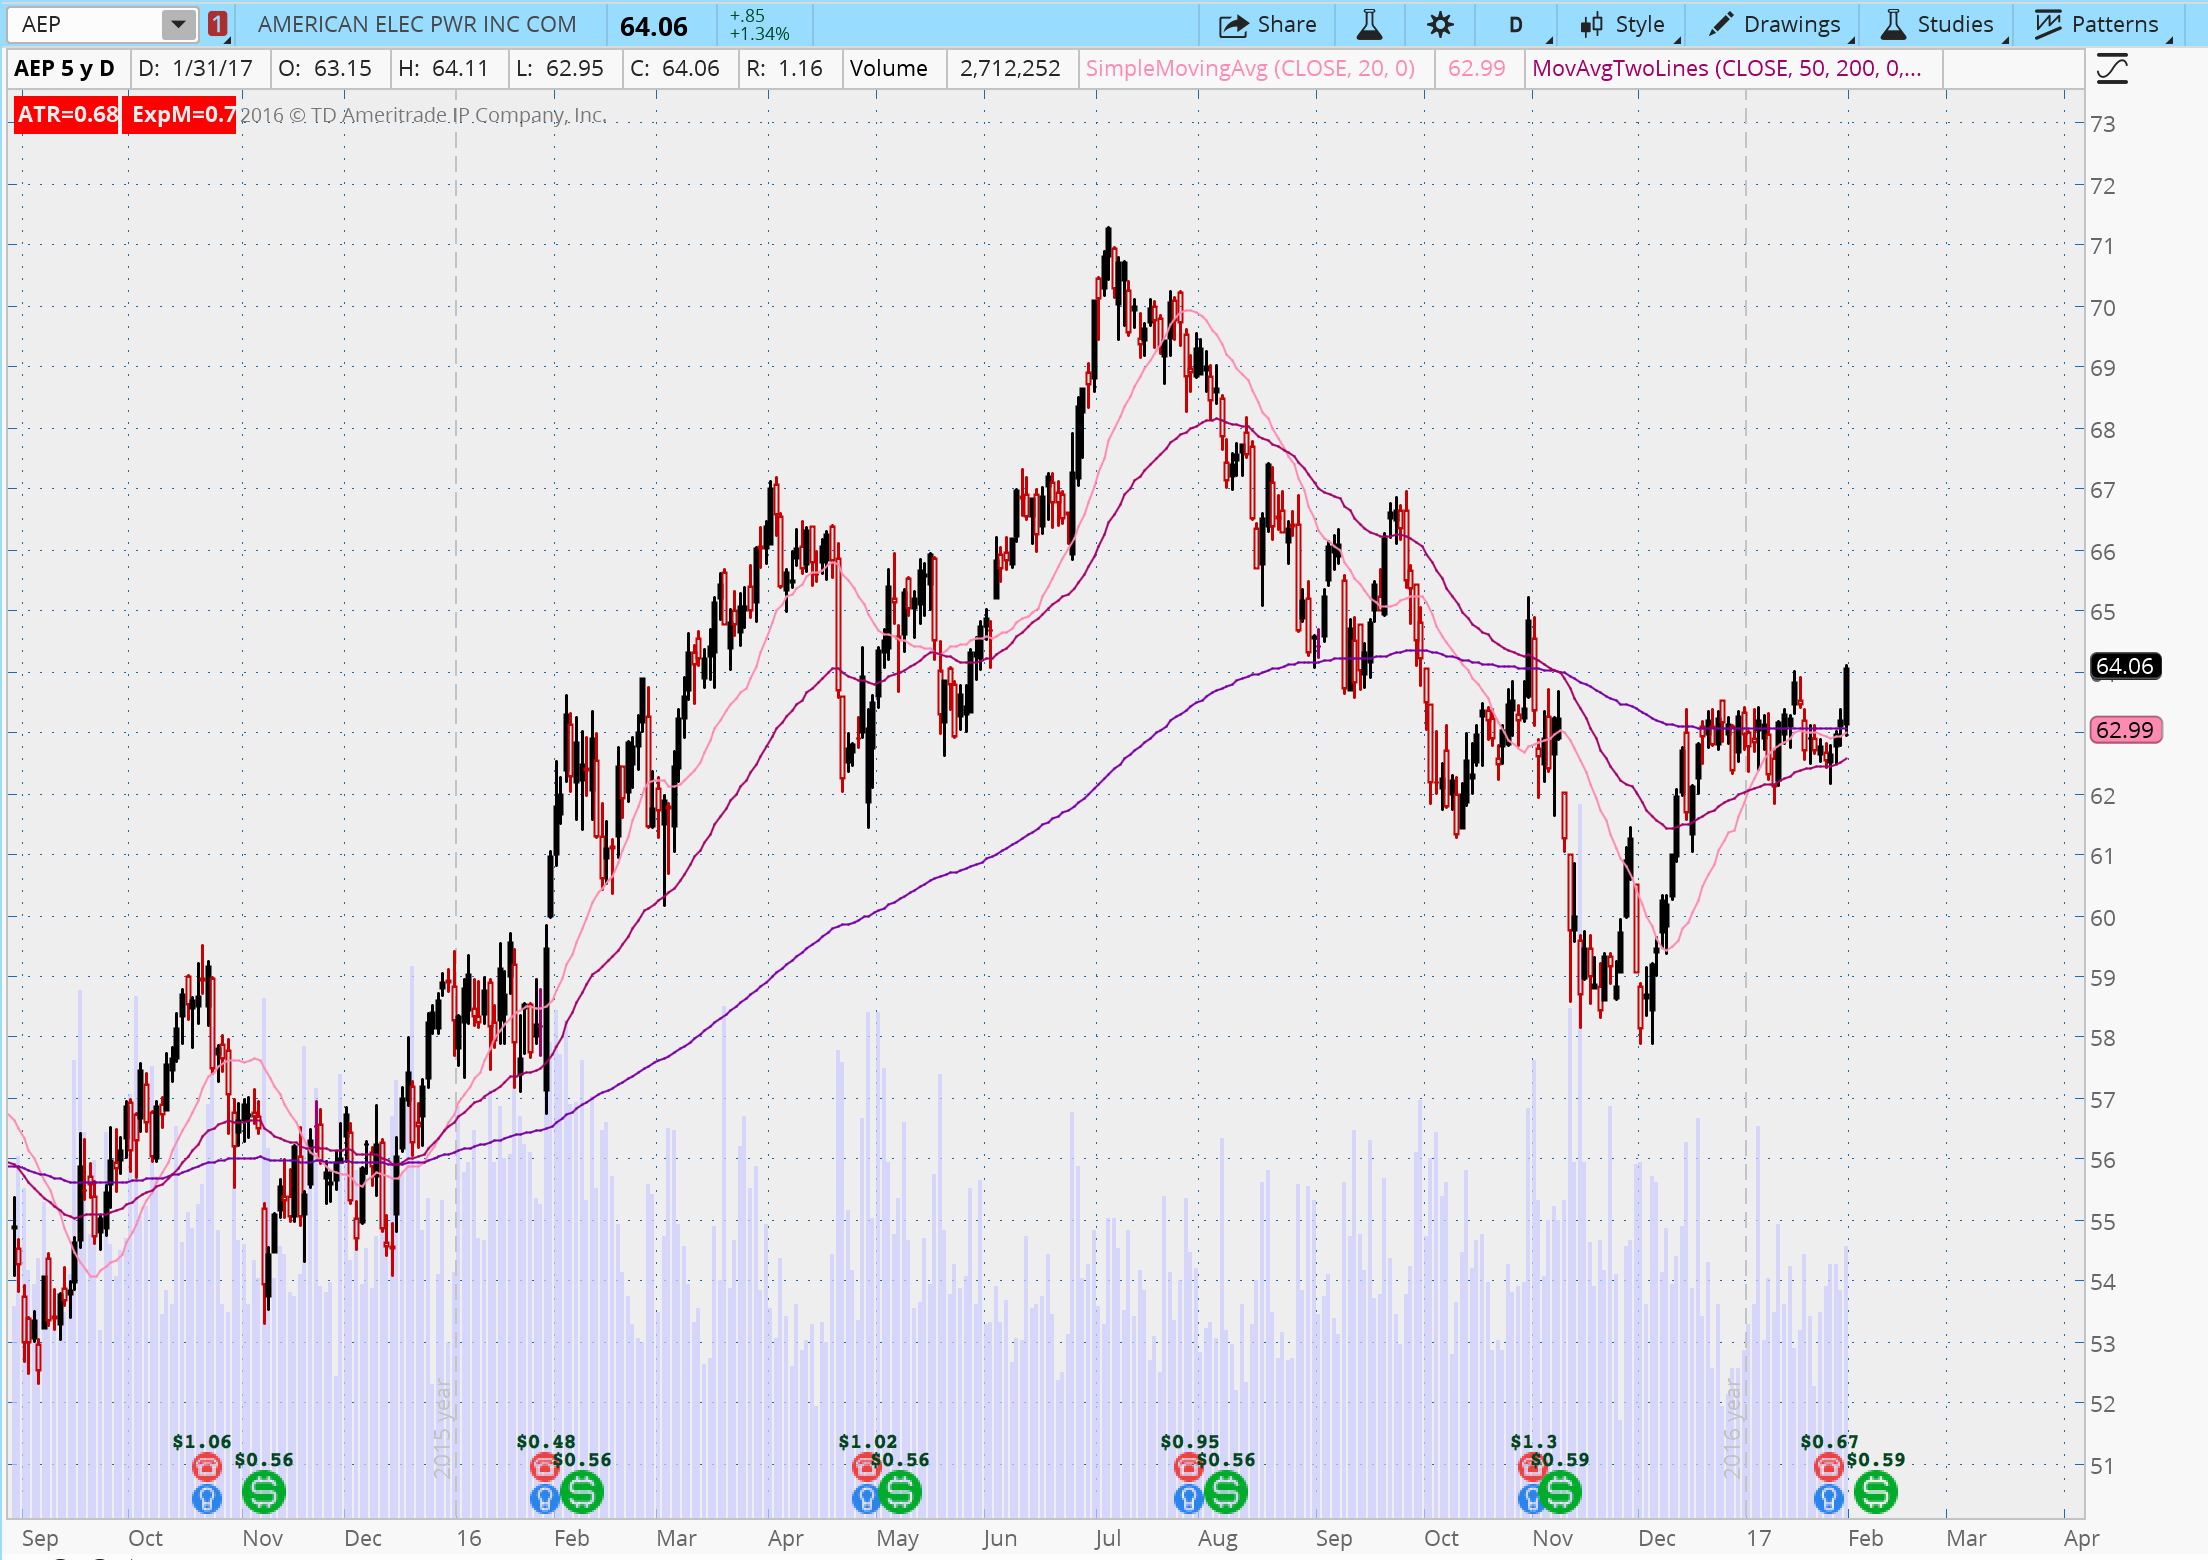 AEP 1 AMERICAN ELEC PWR INC COM 64.06 +.85 +1.34% Share D Style Drawings Studies Patterns
AEP 5 y D D: 1/31/17 O: 63.15 H: 64.11 L: 62.95 C: 64.06 R: 1.16 Volume 2,712,252 SimpleMovingAvg (CLOSE, 20, 0) 62.99 MovAvgTwoLines (CLOSE, 50, 200, 0,...
ATR=0.68 ExpM=0.7 2016 © TD Ameritrade IP Company, Inc.
73
72
71
70
69
68
67
66
65
64.06
62.99
62
61
60
59
58
57
56
55
54
53
52
51
2015 year
2016 year
$1.06 $0.48 $1.02 $0.95 $1.3 $0.67
$0.56 $0.56 $0.56 $0.56 $0.59 $0.59
Sep Oct Nov Dec 16 Feb Mar Apr May Jun Jul Aug Sep Oct Nov Dec 17 Feb Mar Apr